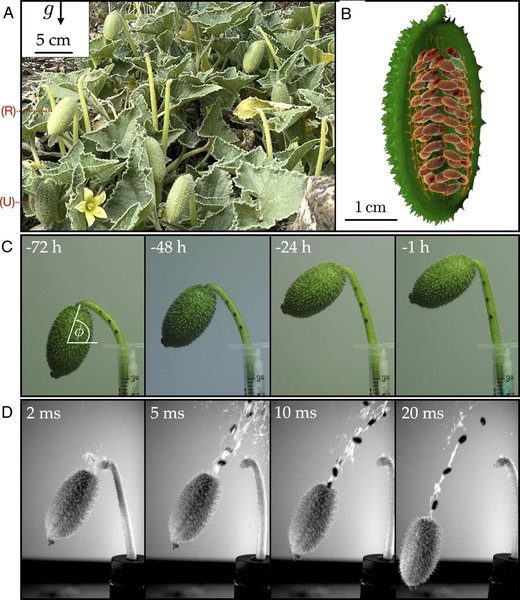 A
g
5 cm
(R)
(U)
B
1 cm
C
-72 h
-48 h
-24 h
-1 h
ϕ
D
2 ms
5 ms
10 ms
20 ms